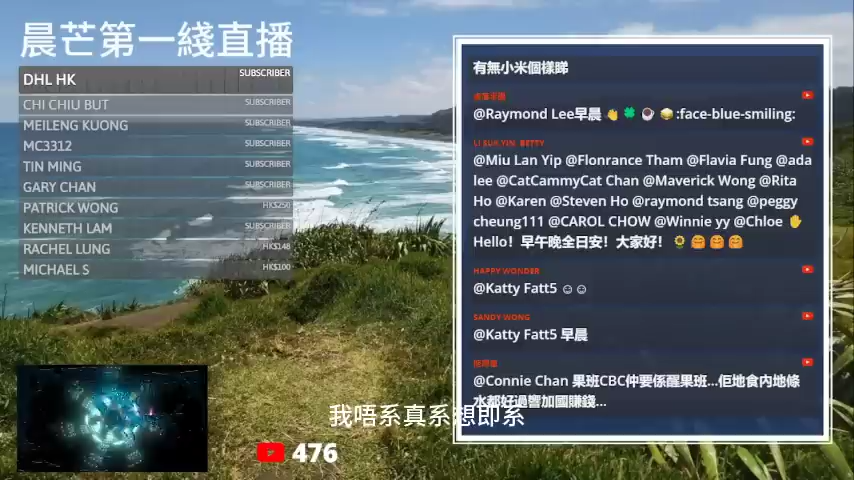 晨芒第一綫直播
DHL HK SUBSCRIBER
CHI CHIU BUT SUBSCRIBER
MEILENG KUONG SUBSCRIBER
MC3312 SUBSCRIBER
TIN MING SUBSCRIBER
GARY CHAN SUBSCRIBER
PATRICK WONG HK$250
KENNETH LAM SUBSCRIBER
RACHEL LUNG HK$148
MICHAEL S HK$100
有無小米個樣睇
@Raymond Lee早晨 👏 🍀 ☕ 🍻 :face-blue-smiling:
LI SUK YIN BETTY
@Miu Lan Yip @Flonrance Tham @Flavia Fung @ada
lee @CatCammyCat Chan @Maverick Wong @Rita
Ho @Karen @Steven Ho @raymond tsang @peggy
cheung111 @CAROL CHOW @Winnie yy @Chloe ✋
Hello！早午晚全日安！大家好！ 🌻 🤗 🤗 🤗
HAPPY WONDER
@Katty Fatt5 ☺☺
SANDY WONG
@Katty Fatt5 早晨
@Connie Chan 果班CBC仲要係醒果班...佢地食內地條
水都好過響加國賺錢...
我唔系真系想即系
476